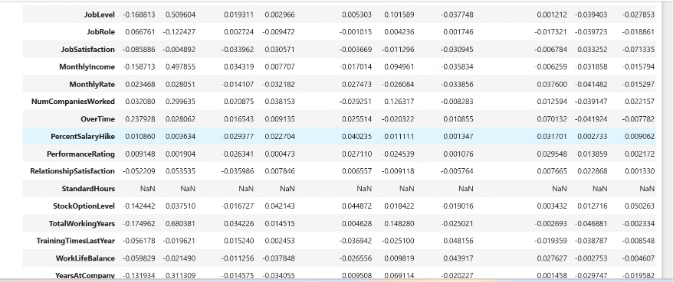 JobLevel -0.168813 0.509604 0.019311 0.002966 0.005303 0.101589 -0.037748 0.001212 -0.039403 -0.027853
JobRole 0.066761 -0.122427 0.002724 -0.009472 -0.001015 0.004236 0.001746 -0.017321 -0.039723 -0.018861
JobSatisfaction -0.085886 -0.004892 -0.033962 0.030571 -0.003669 -0.011296 -0.030945 -0.006784 0.033252 -0.071335
MonthlyIncome -0.158713 0.497855 0.034319 0.007707 -0.017014 0.094961 -0.035834 -0.006259 -0.031858 -0.015794
MonthlyRate 0.023468 0.028051 -0.014107 -0.032182 0.027473 -0.026084 -0.033856 0.037600 -0.041482 -0.015297
NumCompaniesWorked 0.032080 0.299635 0.020875 0.038153 -0.029251 0.126317 -0.008283 0.012594 -0.039147 0.022157
OverTime 0.237928 0.028062 0.016543 0.009135 0.025514 -0.020322 0.010855 0.070132 -0.041924 -0.007782
PercentSalaryHike -0.010860 0.003634 -0.029377 0.022704 0.040235 0.011111 0.001347 -0.031701 0.002733 -0.009062
PerformanceRating 0.009148 0.001904 -0.026341 0.000473 0.027110 -0.024539 0.001076 -0.029548 0.013859 -0.002172
RelationshipSatisfaction -0.052209 0.053535 -0.035986 0.007846 0.006557 -0.009118 -0.005764 0.007665 0.022868 0.001330
StandardHours NaN NaN NaN NaN NaN NaN NaN NaN NaN NaN
StockOptionLevel -0.142442 0.037510 -0.016727 0.042143 0.044872 0.018422 -0.019016 0.003432 0.012716 0.050263
TotalWorkingYears -0.174962 0.680381 0.034226 0.014515 0.004628 0.148280 -0.025021 -0.002693 -0.046881 -0.002334
TrainingTimesLastYear -0.056178 -0.019621 0.015240 0.002453 -0.036942 -0.025100 0.048156 -0.019359 -0.038787 -0.008548
WorkLifeBalance -0.059829 -0.021490 -0.011256 -0.037848 -0.026556 0.009819 0.043917 0.027627 -0.002753 -0.004607
YearsAtCompany -0.131934 0.311309 -0.014575 -0.034055 0.009508 0.069114 -0.020227 0.001458 -0.029747 -0.019582